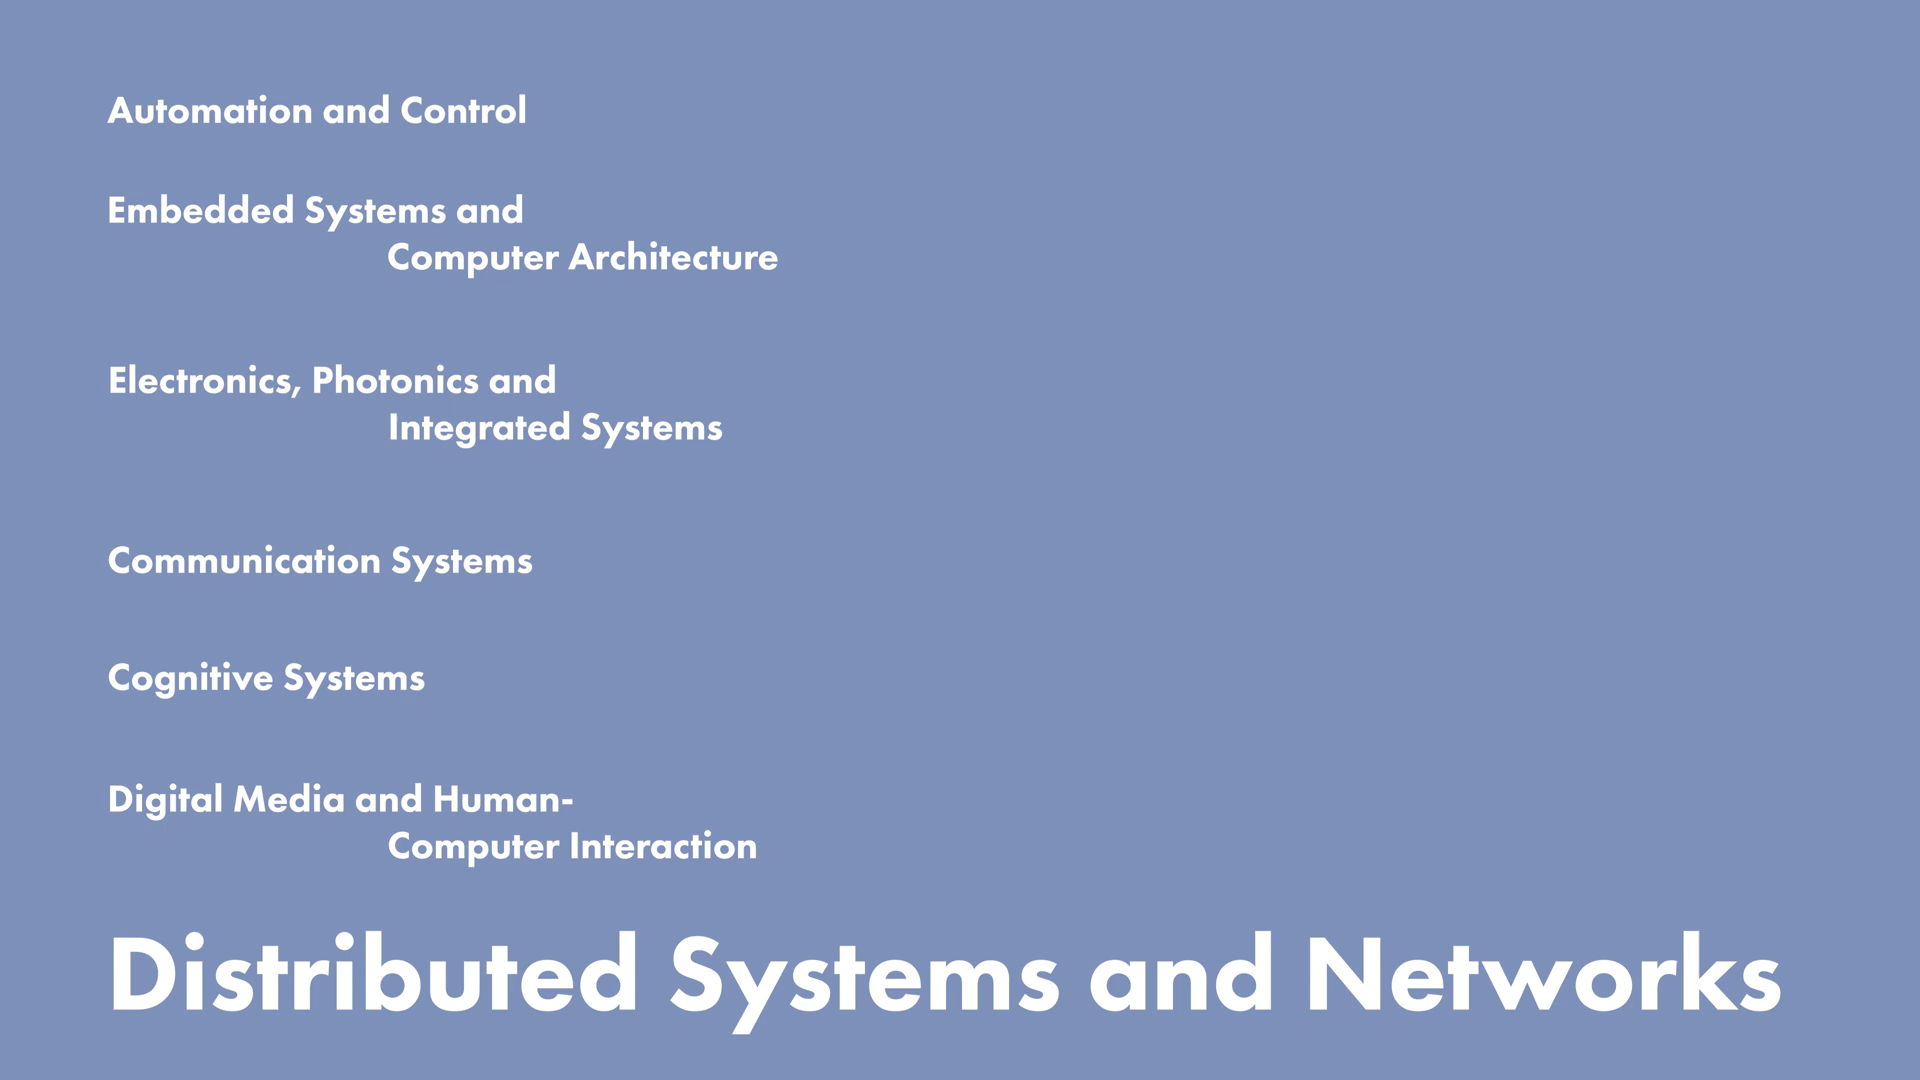 Automation and Control
Embedded Systems and
Computer Architecture
Electronics, Photonics and
Integrated Systems
Communication Systems
Cognitive Systems
Digital Media and Human-
Computer Interaction
Distributed Systems and Networks